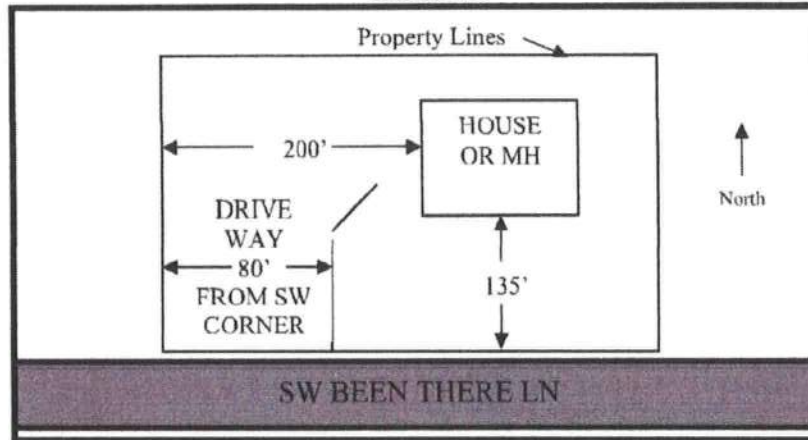 Property Lines
HOUSE
OR MH
200'
North
DRIVE
WAY
80'
FROM SW
CORNER
135'
SW BEEN THERE LN